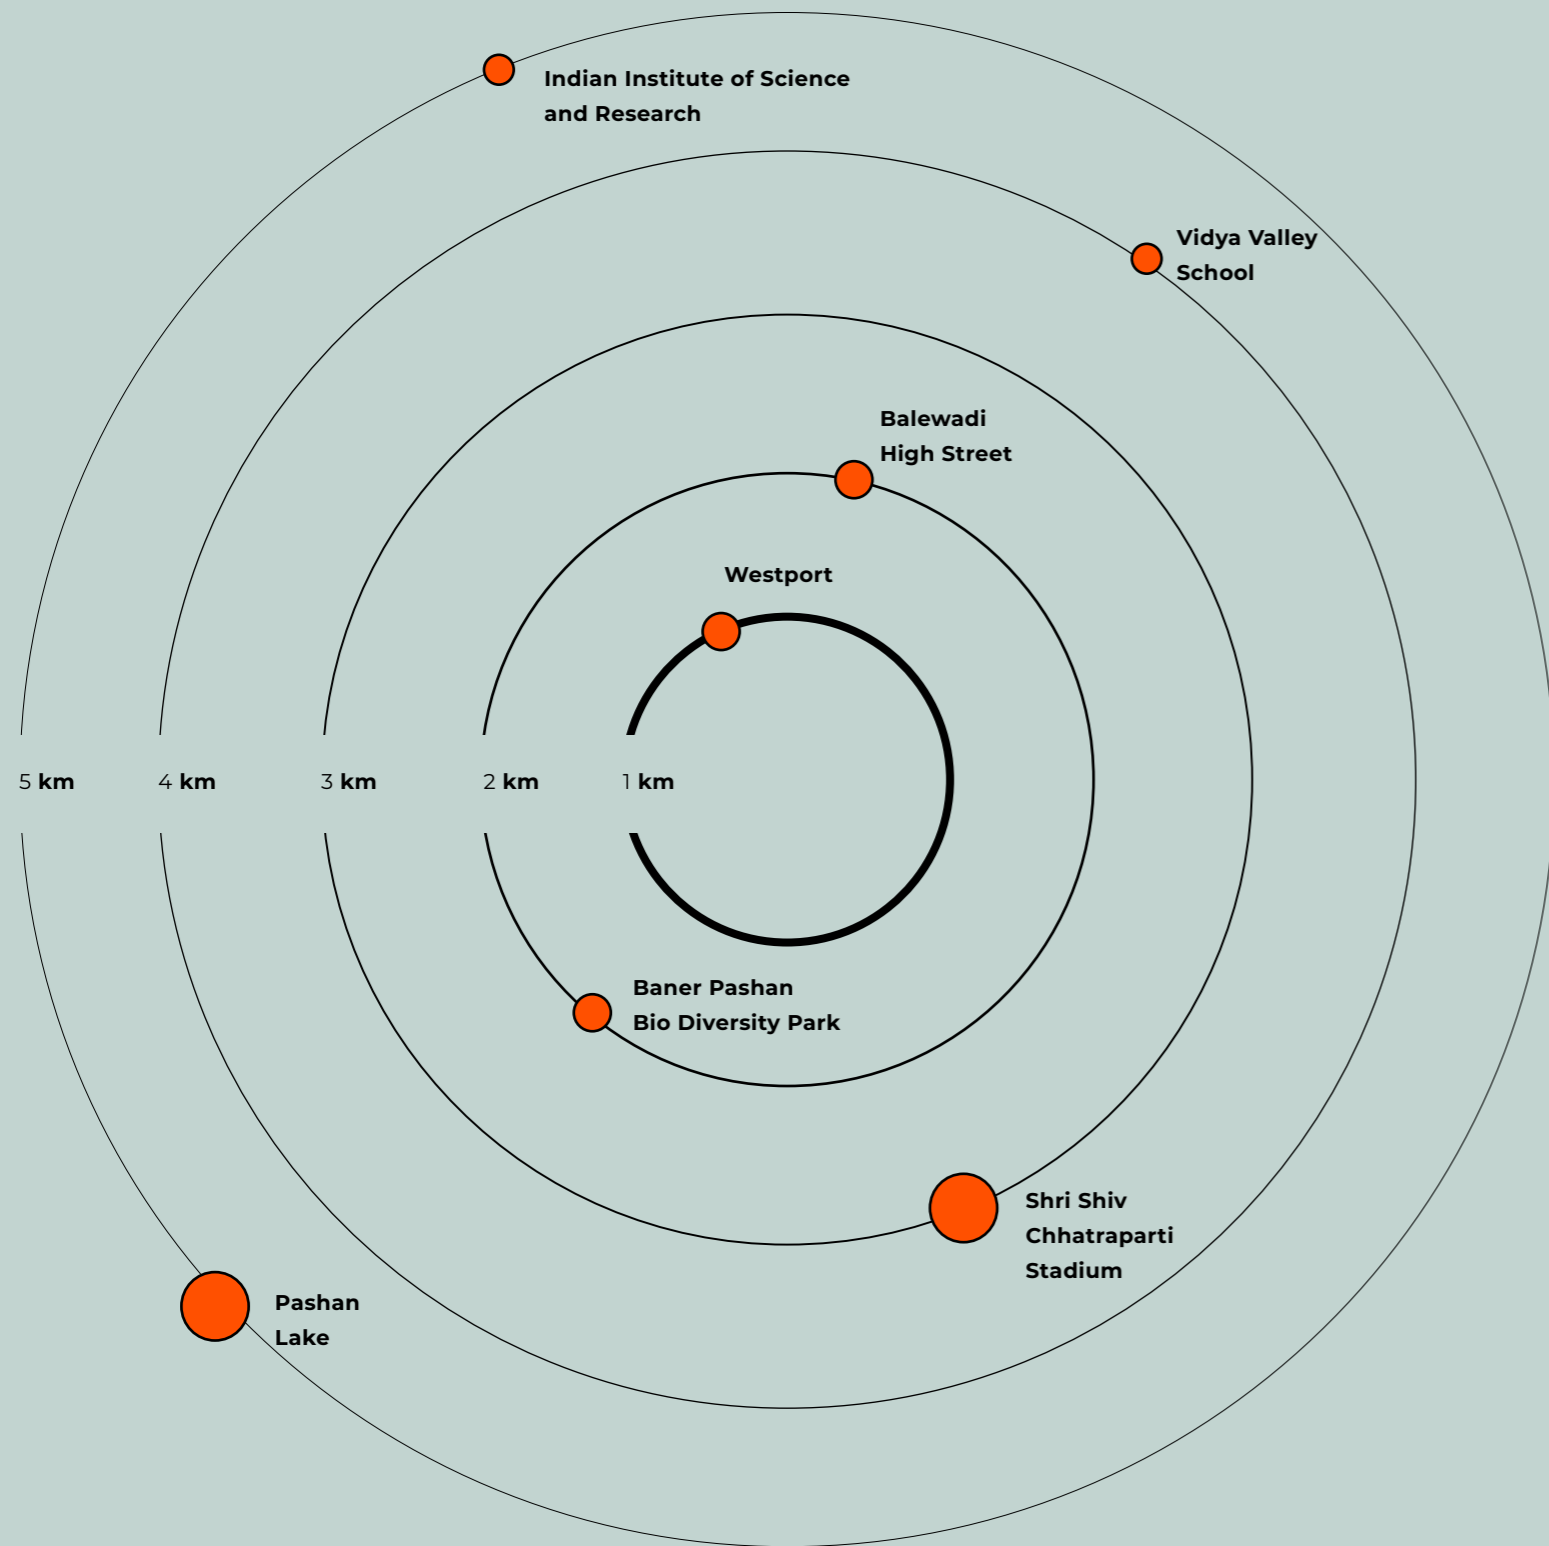 Indian Institute of Science
and Research
Vidya Valley
School
Balewadi
High Street
Westport
5 km
4 km
3 km
2 km
1 km
Baner Pashan
Bio Diversity Park
Shri Shiv
Chhatraparti
Stadium
Pashan
Lake